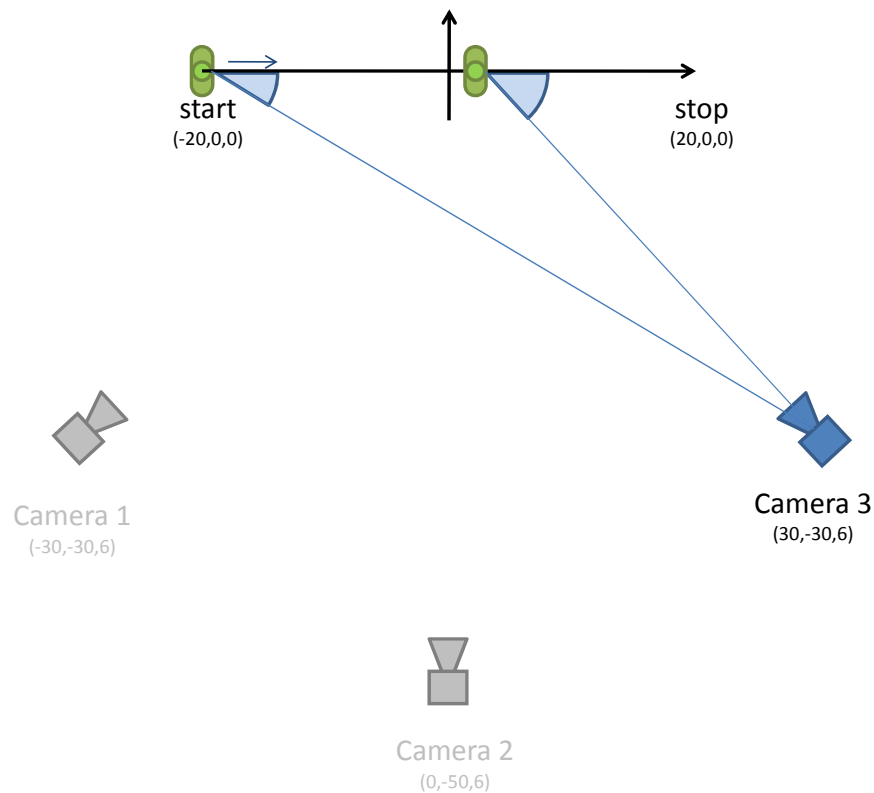 start
(-20,0,0)
stop
(20,0,0)
Camera 1
(-30,-30,6)
Camera 3
(30,-30,6)
Camera 2
(0,-50,6)